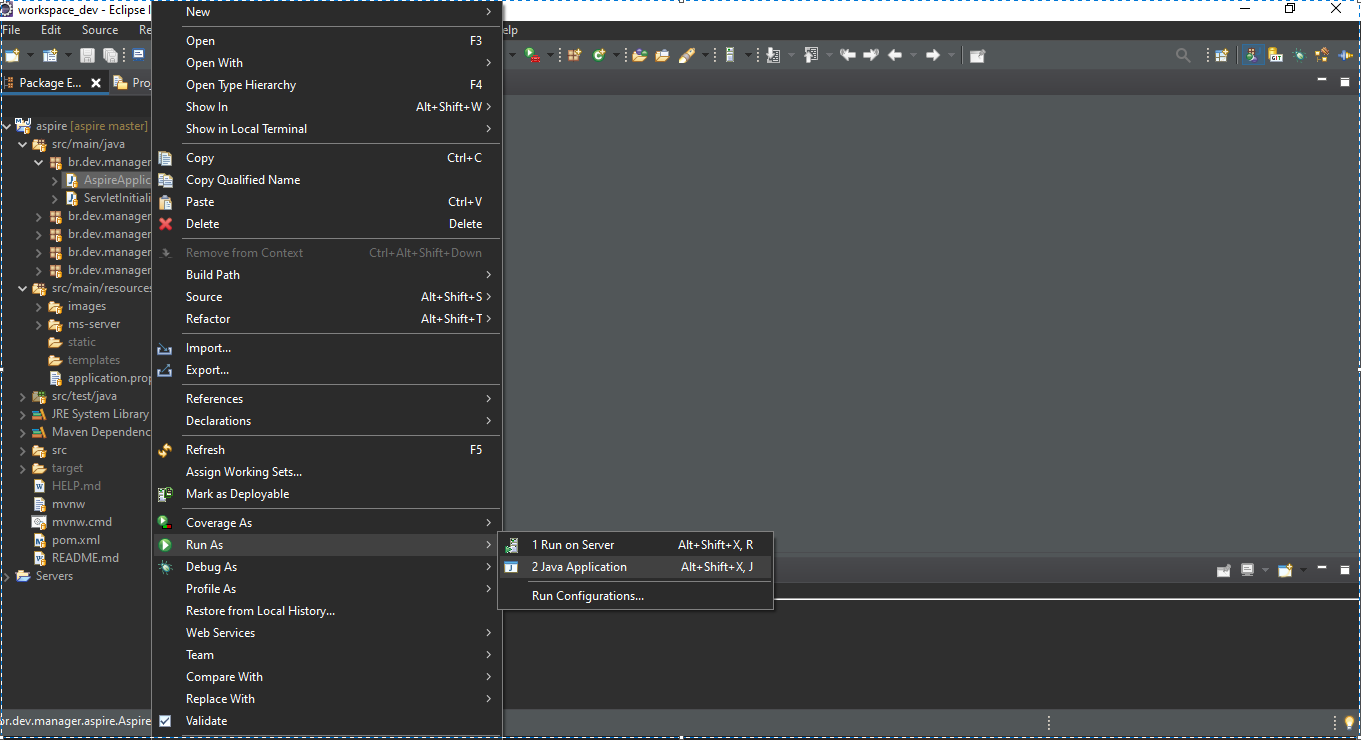 workspace_dev - Eclipse I
File Edit Source Re
elp
Package E... Proj
aspire [aspire master]
src/main/java
br.dev.manager
AspireApplic
ServletInitiali
br.dev.manager
br.dev.manager
br.dev.manager
br.dev.manager
src/main/resources
images
ms-server
static
templates
application.prop
src/test/java
JRE System Library
Maven Dependenc
src
target
HELP.md
mvnw
mvnw.cmd
pom.xml
README.md
Servers
br.dev.manager.aspire.Aspire
New
Open F3
Open With
Open Type Hierarchy F4
Show In Alt+Shift+W
Show in Local Terminal
Copy Ctrl+C
Copy Qualified Name
Paste Ctrl+V
Delete Delete
Remove from Context Ctrl+Alt+Shift+Down
Build Path
Source Alt+Shift+S
Refactor Alt+Shift+T
Import...
Export...
References
Declarations
Refresh F5
Assign Working Sets...
Mark as Deployable
Coverage As
Run As
Debug As
Profile As
Restore from Local History...
Web Services
Team
Compare With
Replace With
Validate
1 Run on Server Alt+Shift+X, R
2 Java Application Alt+Shift+X, J
Run Configurations...